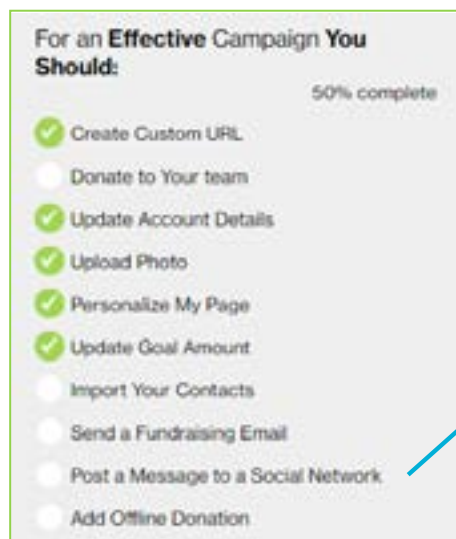 For an Effective Campaign You
Should:
50% complete
Create Custom URL
Donate to Your team
Update Account Details
Upload Photo
Personalize My Page
Update Goal Amount
Import Your Contacts
Send a Fundraising Email
Post a Message to a Social Network
Add Offline Donation